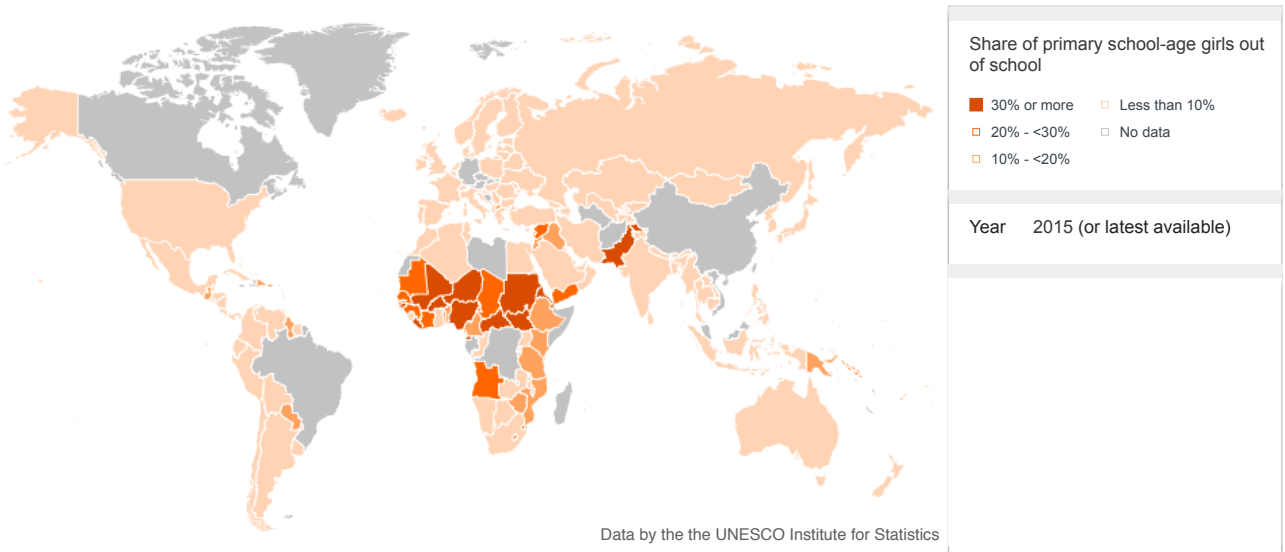 Share of primary school-age girls out
of school
30% or more
Less than 10%
20% - <30%
No data
10% - <20%
Year 2015 (or latest available)
Data by the the UNESCO Institute for Statistics